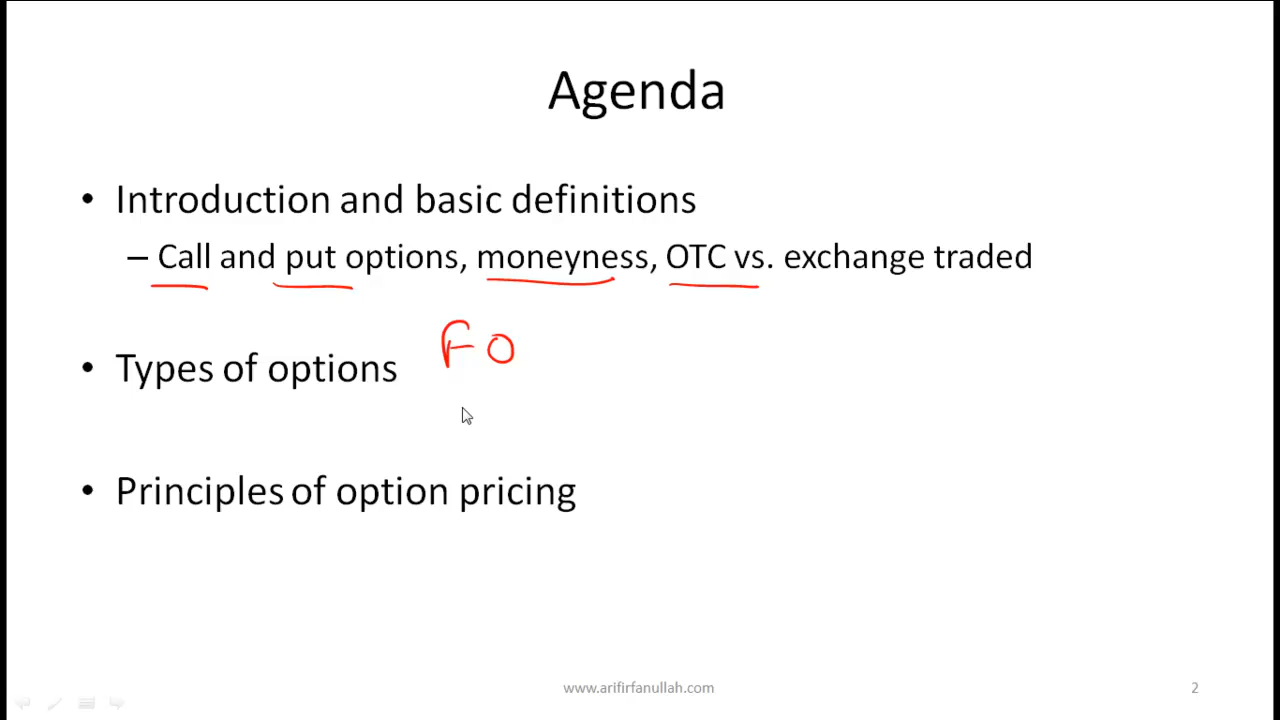 Agenda
• Introduction and basic definitions
– Call and put options, moneyness, OTC vs. exchange traded
FO
• Types of options
• Principles of option pricing
www.arifirfanullah.com
2